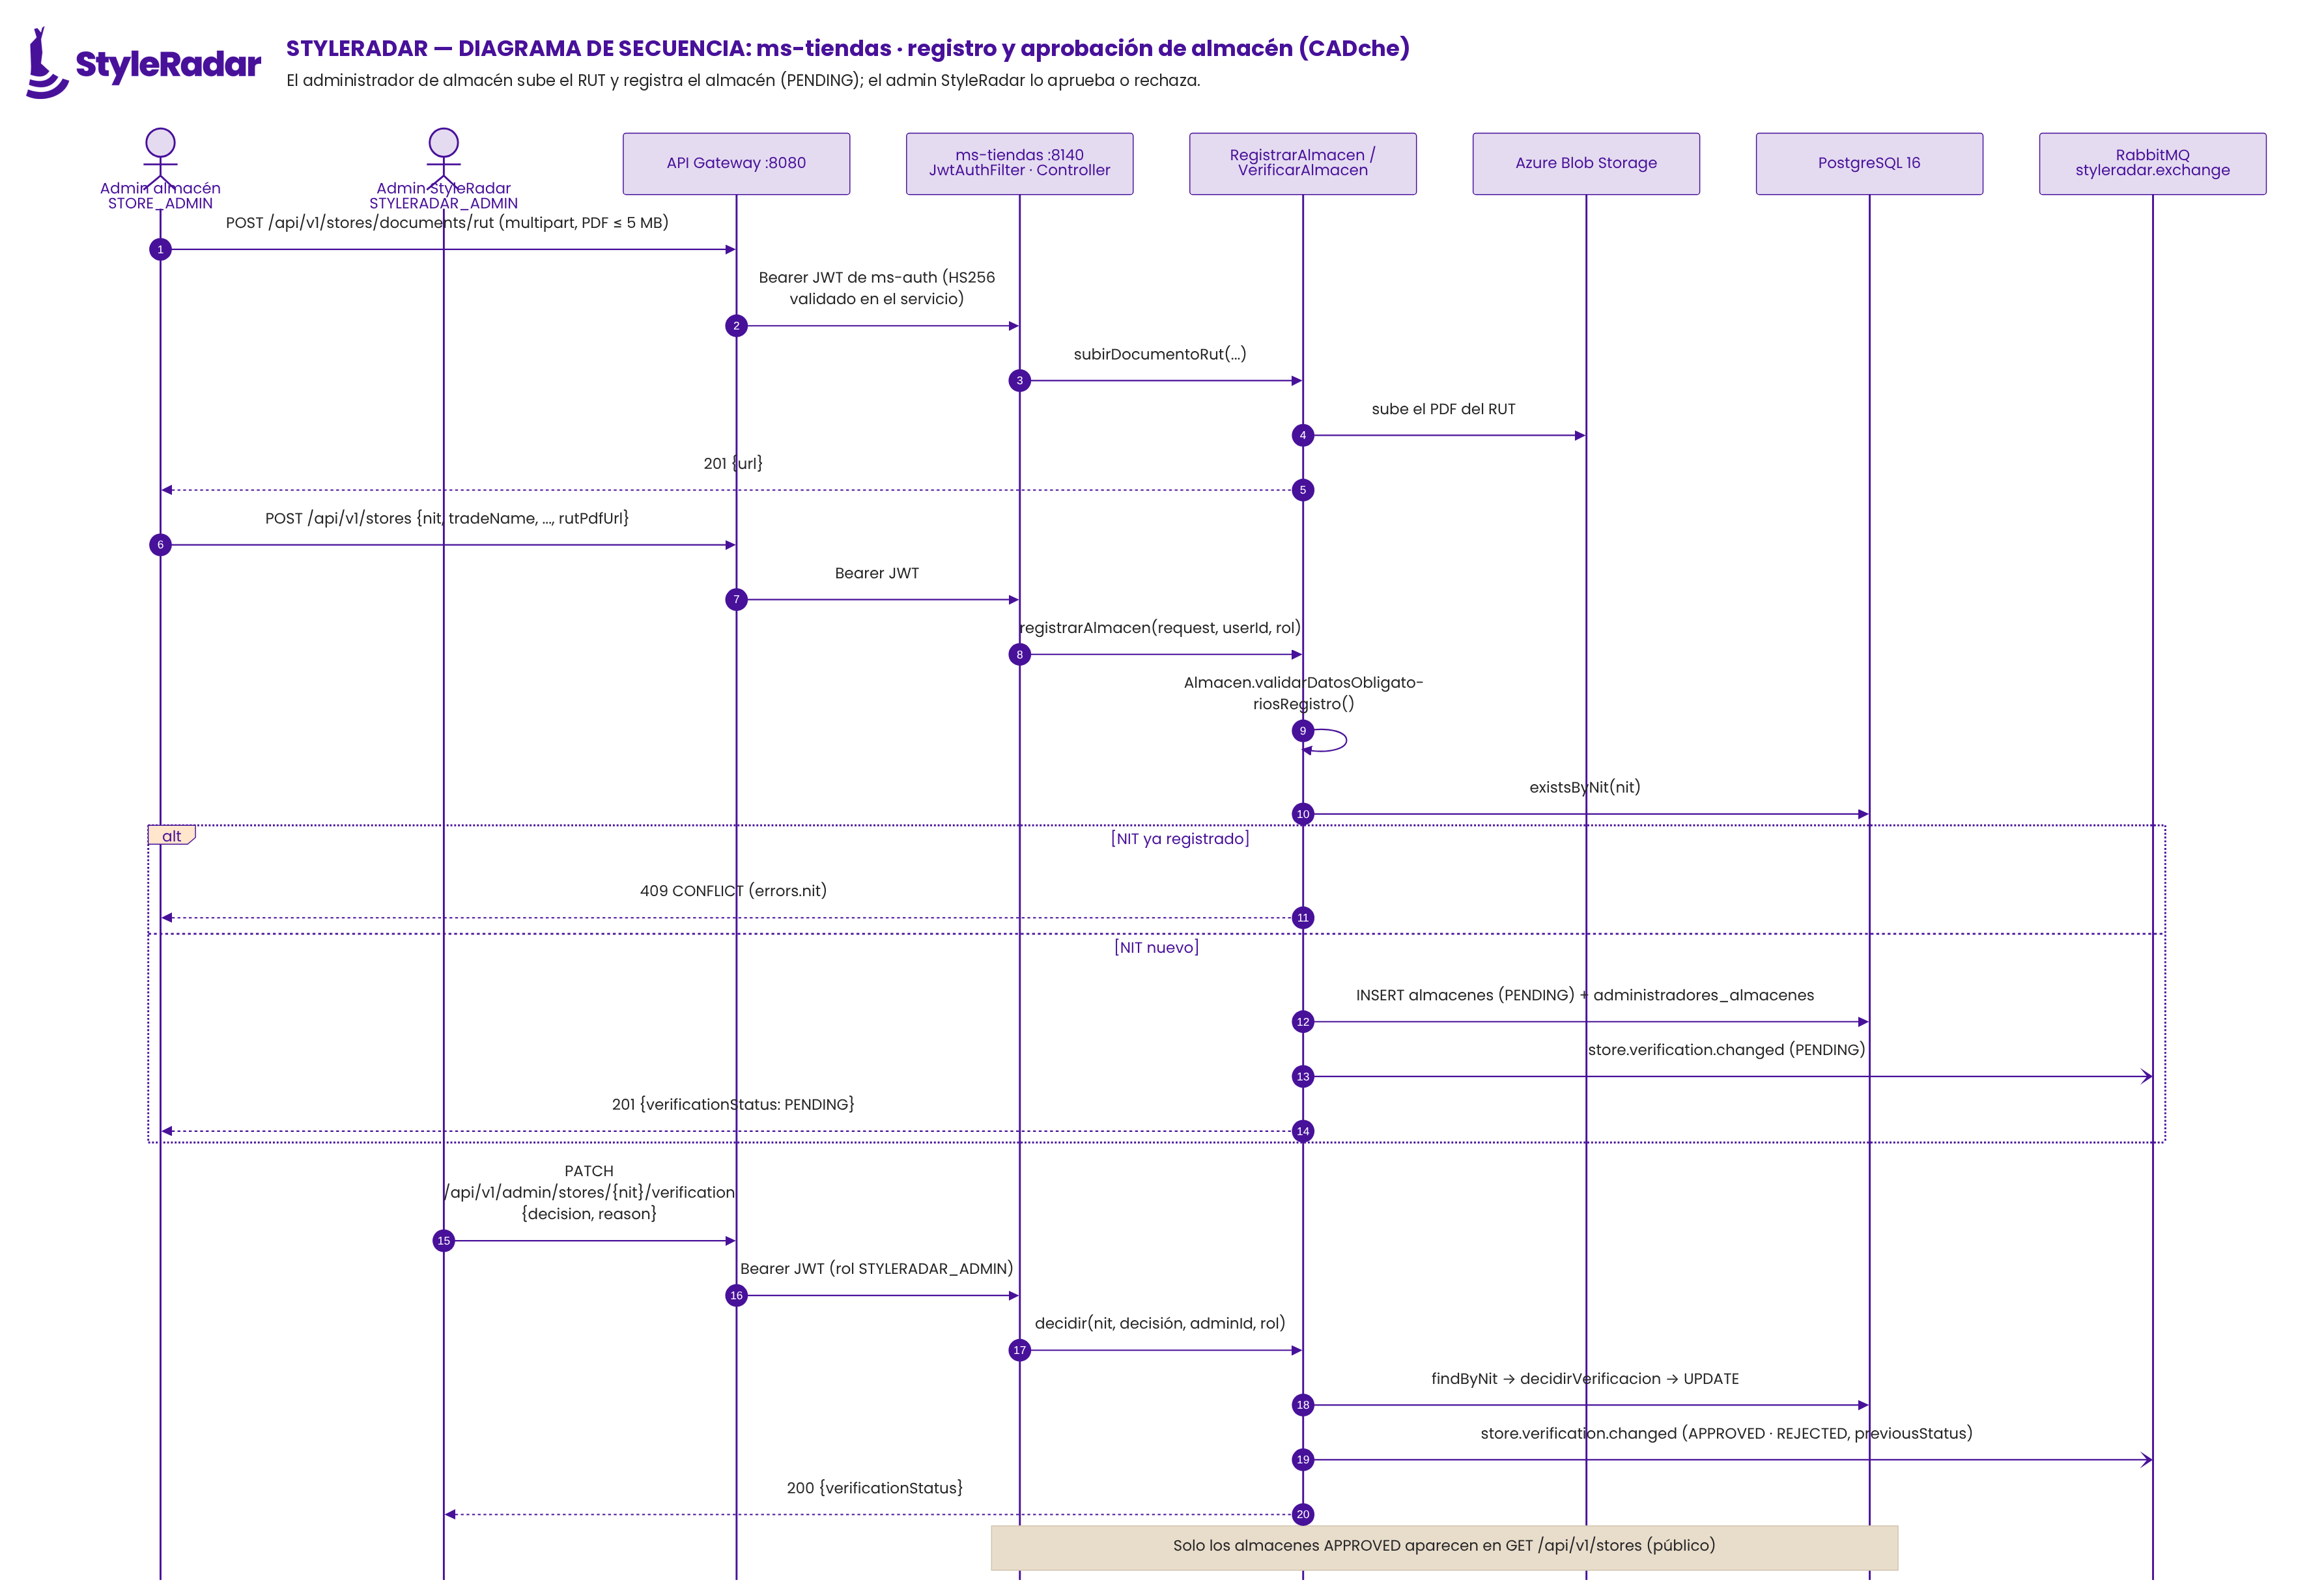 StyleRadar
STYLERADAR — DIAGRAMA DE SECUENCIA: ms-tiendas · registro y aprobación de almacén (CADche)
El administrador de almacén sube el RUT y registra el almacén (PENDING); el admin StyleRadar lo aprueba o rechaza.
Admin almacén
STORE_ADMIN
Admin StyleRadar
STYLERADAR_ADMIN
API Gateway :8080
ms-tiendas :8140
JwtAuthFilter · Controller
RegistrarAlmacen /
VerificarAlmacen
Azure Blob Storage
PostgreSQL 16
RabbitMQ
styleradar.exchange
POST /api/v1/stores/documents/rut (multipart, PDF ≤ 5 MB)
1
Bearer JWT de ms-auth (HS256
validado en el servicio)
2
subirDocumentoRut(...)
3
sube el PDF del RUT
4
201 {url}
5
POST /api/v1/stores {nit, tradeName, ..., rutPdfUrl}
6
Bearer JWT
7
registrarAlmacen(request, userId, rol)
8
Almacen.validarDatosObligato-
riosRegistro()
9
existsByNit(nit)
10
alt
[NIT ya registrado]
409 CONFLICT (errors.nit)
11
[NIT nuevo]
INSERT almacenes (PENDING) + administradores_almacenes
12
store.verification.changed (PENDING)
13
201 {verificationStatus: PENDING}
14
PATCH
/api/v1/admin/stores/{nit}/verification
{decision, reason}
15
Bearer JWT (rol STYLERADAR_ADMIN)
16
decidir(nit, decisión, adminId, rol)
17
findByNit → decidirVerificacion → UPDATE
18
store.verification.changed (APPROVED · REJECTED, previousStatus)
19
200 {verificationStatus}
20
Solo los almacenes APPROVED aparecen en GET /api/v1/stores (público)